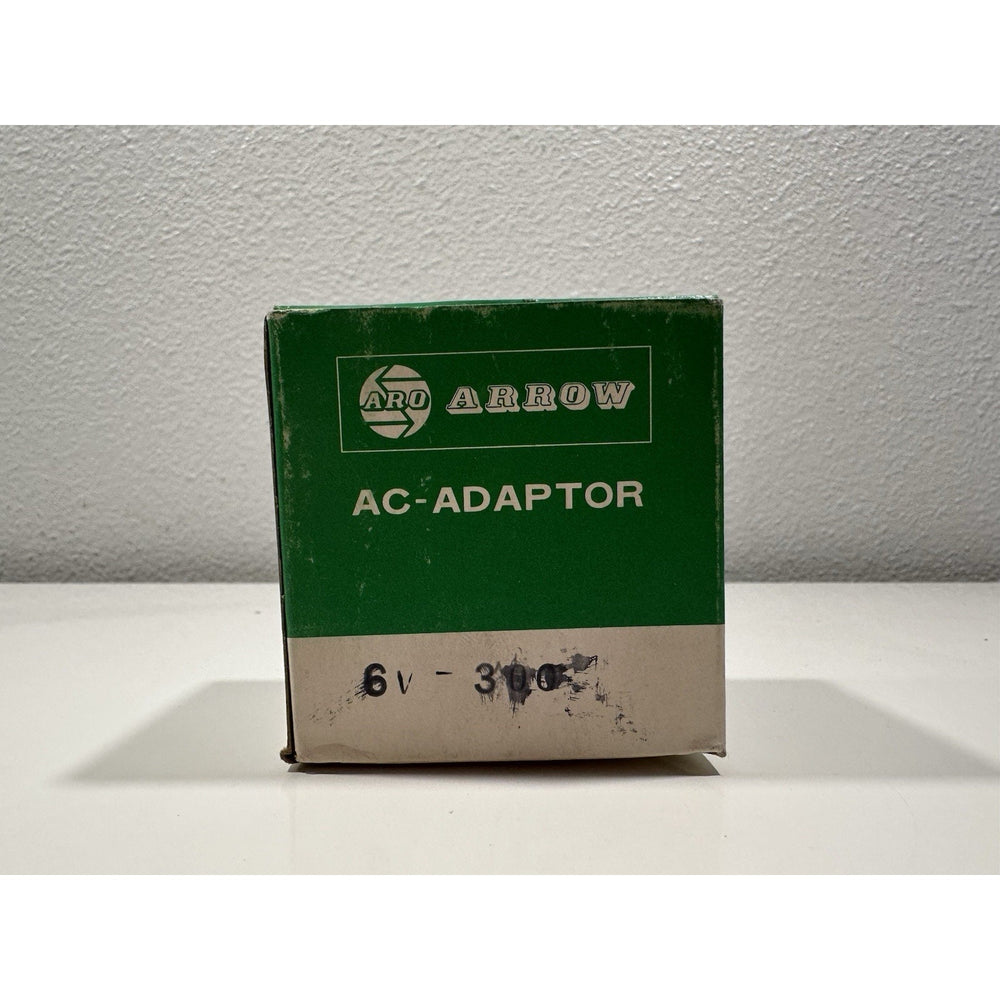 ARO ARROW
AC-ADAPTOR
6v - 300